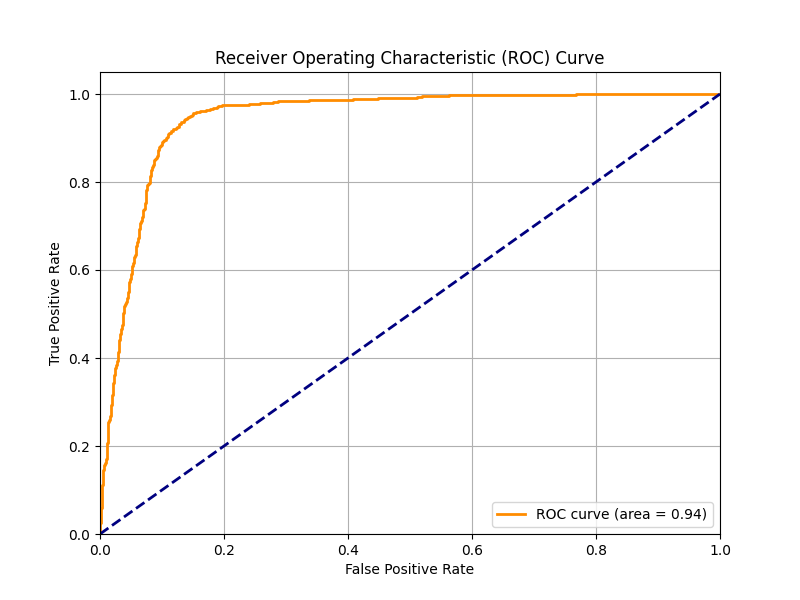 Receiver Operating Characteristic (ROC) Curve
True Positive Rate
1.0
0.8
0.6
0.4
0.2
0.0
ROC curve (area = 0.94)
0.0 0.2 0.4 0.6 0.8 1.0
False Positive Rate